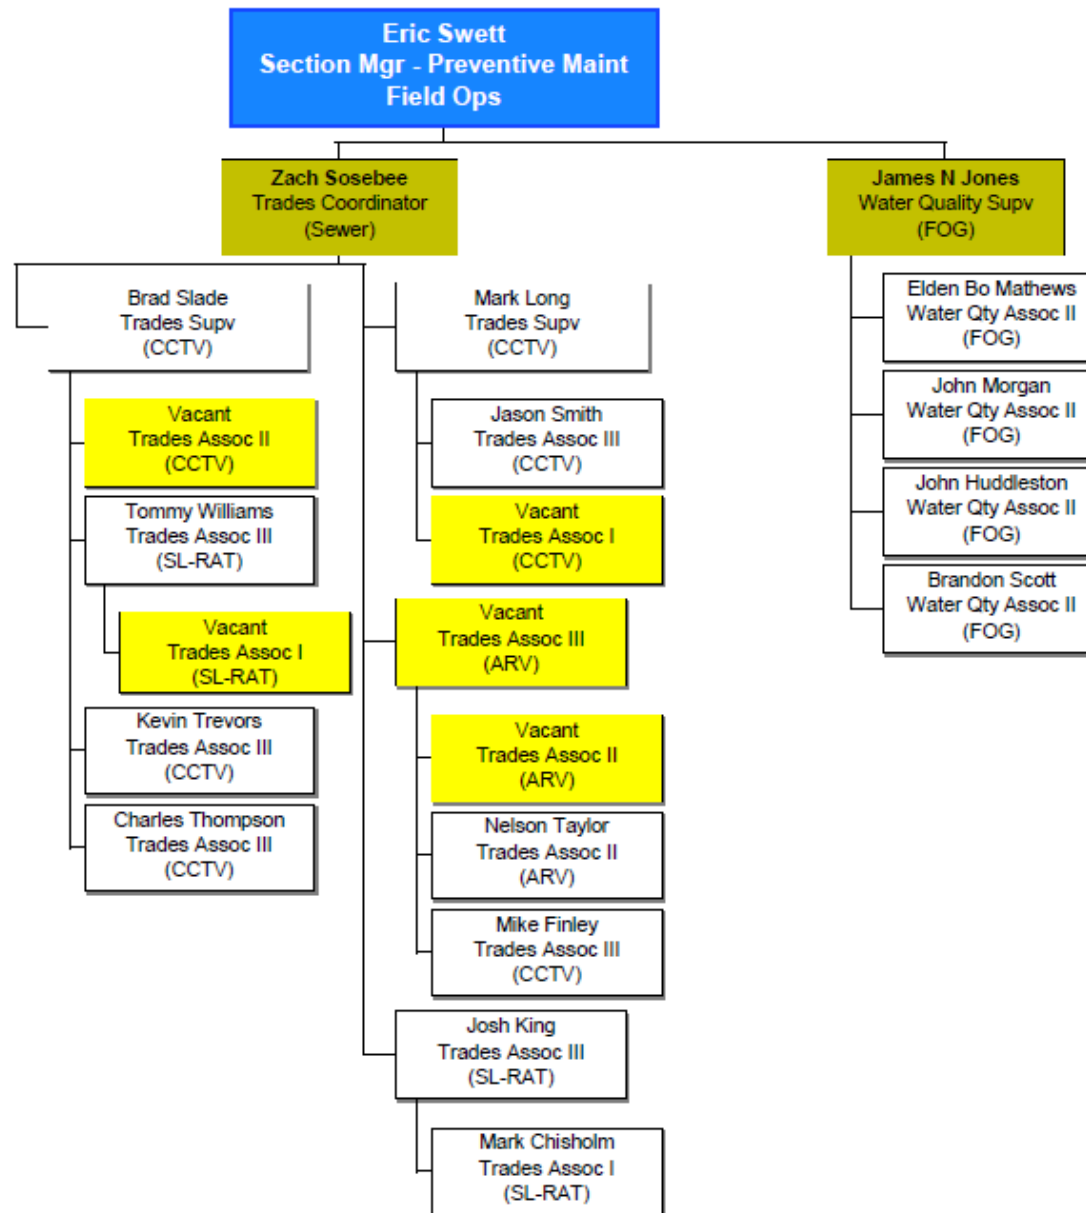 Eric Swett
Section Mgr - Preventive Maint
Field Ops
Zach Sosebee
Trades Coordinator
(Sewer)
James N Jones
Water Quality Supv
(FOG)
Brad Slade
Trades Supv
(CCTV)
Vacant
Trades Assoc II
(CCTV)
Tommy Williams
Trades Assoc III
(SL-RAT)
Vacant
Trades Assoc I
(SL-RAT)
Kevin Trevors
Trades Assoc III
(CCTV)
Charles Thompson
Trades Assoc III
(CCTV)
Mark Long
Trades Supv
(CCTV)
Jason Smith
Trades Assoc III
(CCTV)
Vacant
Trades Assoc I
(CCTV)
Vacant
Trades Assoc III
(ARV)
Vacant
Trades Assoc II
(ARV)
Nelson Taylor
Trades Assoc II
(ARV)
Mike Finley
Trades Assoc III
(CCTV)
Josh King
Trades Assoc III
(SL-RAT)
Mark Chisholm
Trades Assoc I
(SL-RAT)
Elden Bo Mathews
Water Qty Assoc II
(FOG)
John Morgan
Water Qty Assoc II
(FOG)
John Huddleston
Water Qty Assoc II
(FOG)
Brandon Scott
Water Qty Assoc II
(FOG)